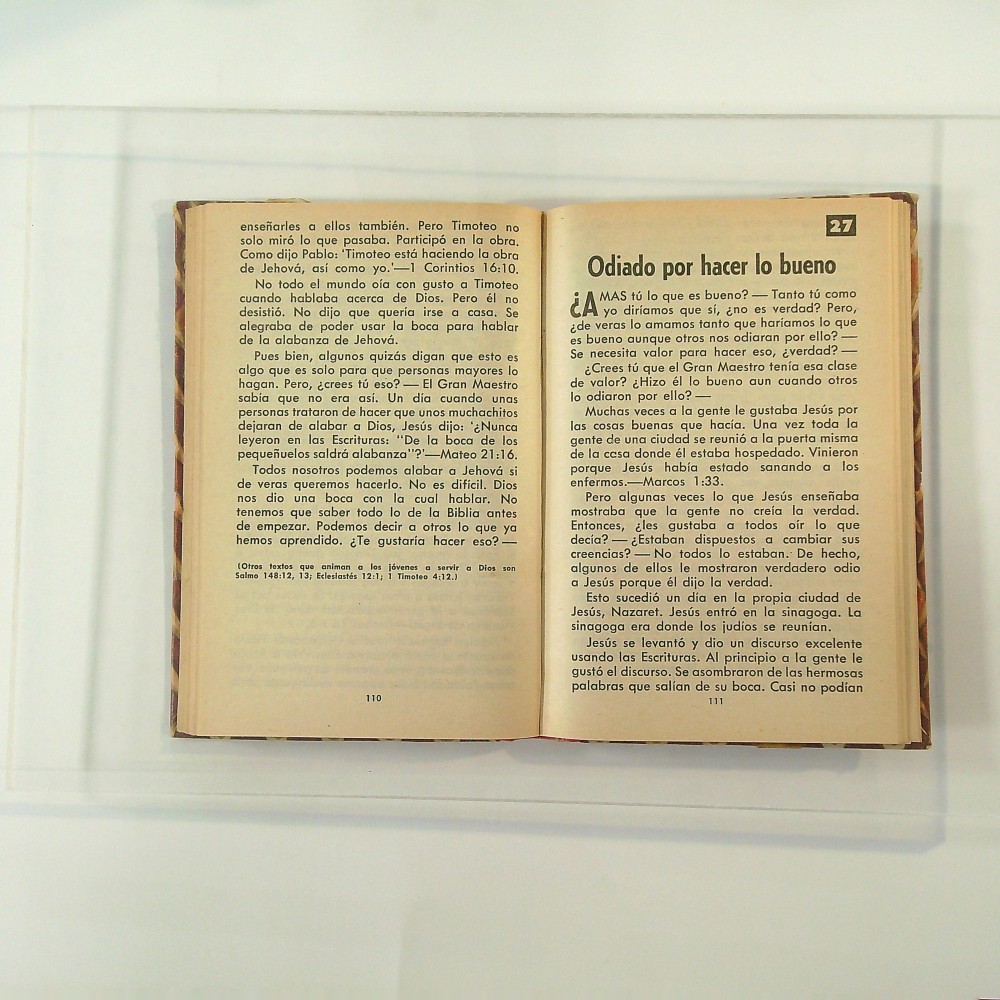 enseñarles a ellos también. Pero Timoteo no
solo miró lo que pasaba. Participó en la obra.
Como dijo Pablo: 'Timoteo está haciendo la obra
de Jehová, así como yo.'—1 Corintios 16:10.
No todo el mundo oía con gusto a Timoteo
cuando hablaba acerca de Dios. Pero él no
desistió. No dijo que quería irse a casa. Se
alegraba de poder usar la boca para hablar
de la alabanza de Jehová.
Pues bien, algunos quizás digan que esto es
algo que es solo para que personas mayores lo
hagan. Pero, ¿crees tú eso? — El Gran Maestro
sabía que no era así. Un día cuando unas
personas trataron de hacer que unos muchachitos
dejaran de alabar a Dios, Jesús dijo: '¿Nunca
leyeron en las Escrituras: "De la boca de los
pequeñuelos saldrá alabanza"?'—Mateo 21:16.
Todos nosotros podemos alabar a Jehová si
de veras queremos hacerlo. No es difícil. Dios
nos dio una boca con la cual hablar. No
tenemos que saber todo lo de la Biblia antes
de empezar. Podemos decir a otros lo que ya
hemos aprendido. ¿Te gustaría hacer eso? —
(Otros textos que animan a los jóvenes a servir a Dios son
Salmo 148:12, 13; Eclesiastés 12:1; 1 Timoteo 4:12.)
110
27
Odiado por hacer lo bueno
¿AMAS tú lo que es bueno? — Tanto tú como
yo diríamos que sí, ¿no es verdad? Pero,
¿de veras lo amamos tanto que haríamos lo que
es bueno aunque otros nos odiaran por ello? —
Se necesita valor para hacer eso, ¿verdad? —
¿Crees tú que el Gran Maestro tenía esa clase
de valor? ¿Hizo él lo bueno aun cuando otros
lo odiaron por ello? —
Muchas veces a la gente le gustaba Jesús por
las cosas buenas que hacía. Una vez toda la
gente de una ciudad se reunió a la puerta misma
de la casa donde él estaba hospedado. Vinieron
porque Jesús había estado sanando a los
enfermos.—Marcos 1:33.
Pero algunas veces lo que Jesús enseñaba
mostraba que la gente no creía la verdad.
Entonces, ¿les gustaba a todos oír lo que
decía? — ¿Estaban dispuestos a cambiar sus
creencias? — No todos lo estaban. De hecho,
algunos de ellos le mostraron verdadero odio
a Jesús porque él dijo la verdad.
Esto sucedió un día en la propia ciudad de
Jesús, Nazaret. Jesús entró en la sinagoga. La
sinagoga era donde los judíos se reunían.
Jesús se levantó y dio un discurso excelente
usando las Escrituras. Al principio a la gente le
gustó el discurso. Se asombraron de las hermosas
palabras que salían de su boca. Casi no podían
111